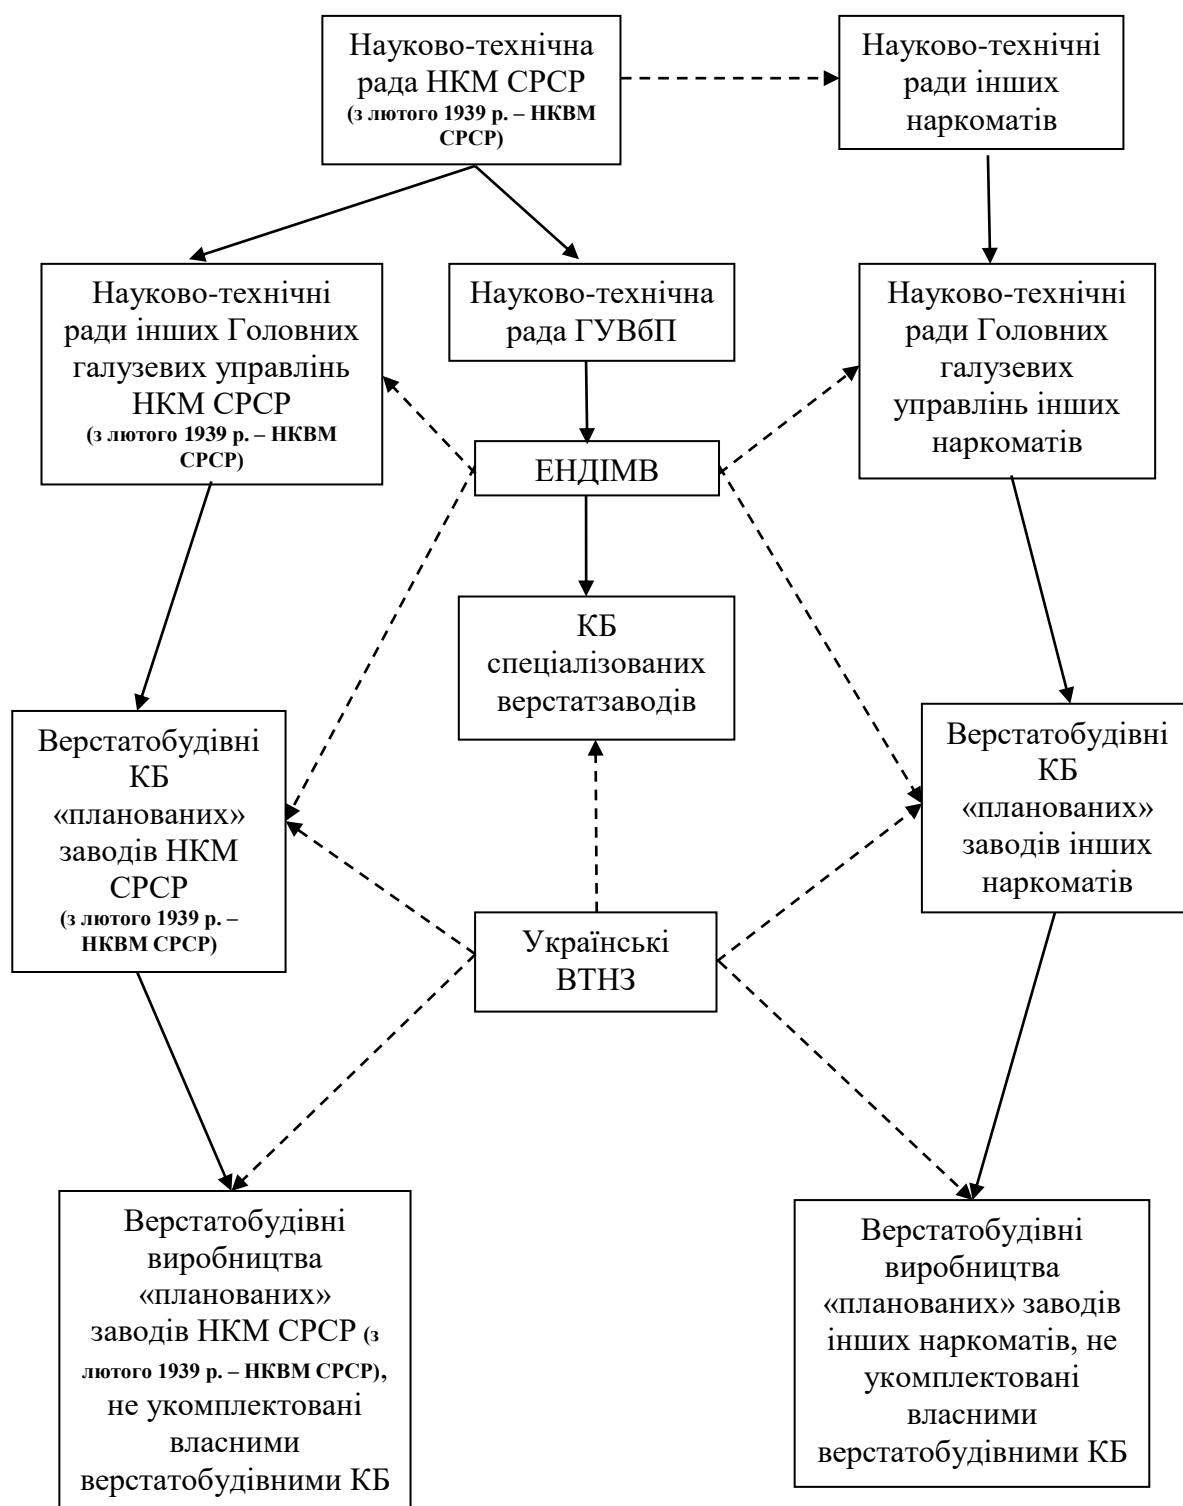 Науково-технічна
рада НКМ СРСР
(з лютого 1939 р. – НКВМ
СРСР)
Науково-технічні
ради інших
наркоматів
Науково-технічні
ради інших Головних
галузевих управлінь
НКМ СРСР
(з лютого 1939 р. – НКВМ
СРСР)
Науково-технічна
рада ГУВбП
Науково-технічні
ради Головних
галузевих
управлінь інших
наркоматів
ЕНДІМВ
КБ
спеціалізованих
верстатзаводів
Верстатобудівні
КБ
«планованих»
заводів НКМ
СРСР
(з лютого 1939 р. –
НКВМ СРСР)
Верстатобудівні
КБ
«планованих»
заводів інших
наркоматів
Українські
ВТНЗ
Верстатобудівні
виробництва
«планованих»
заводів НКМ СРСР (з
лютого 1939 р. – НКВМ СРСР),
не укомплектовані
власними
верстатобудівними КБ
Верстатобудівні
виробництва
«планованих» заводів
інших наркоматів, не
укомплектовані
власними
верстатобудівними КБ